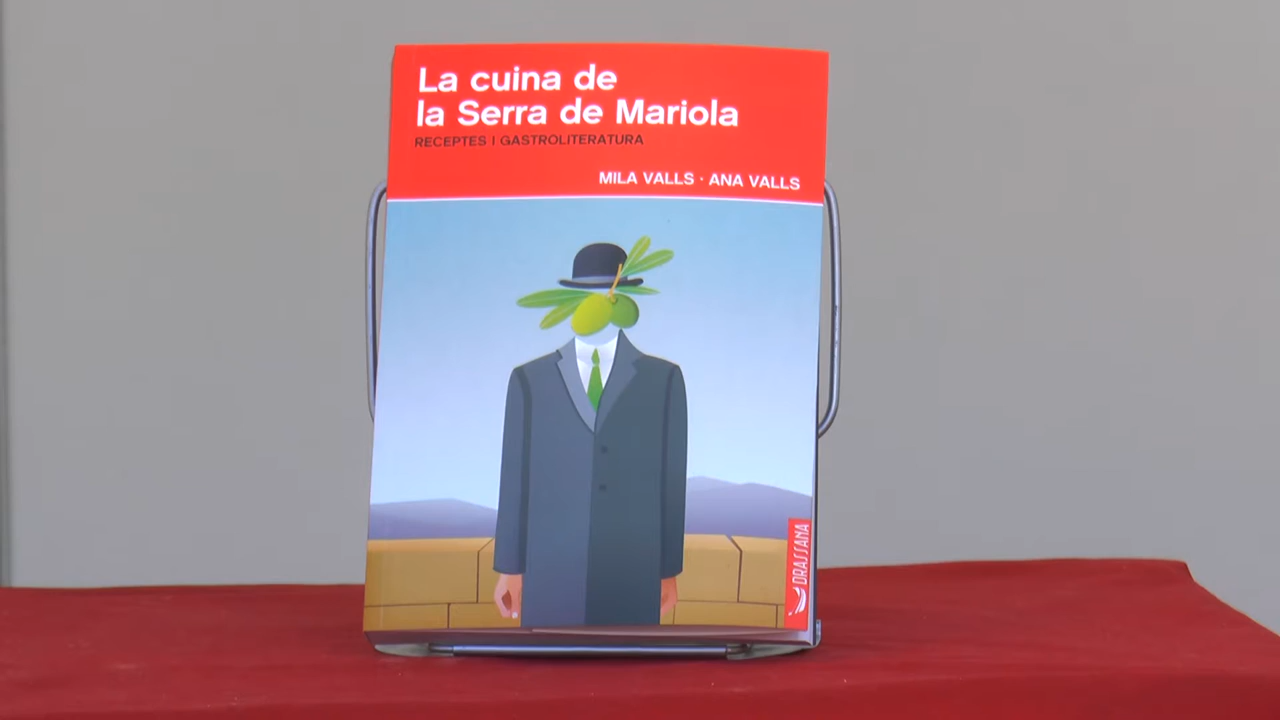 La cuina de
la Serra de Mariola
RECEPTES I GASTROLITERATURA
MILA VALLS · ANA VALLS
DRASSANA